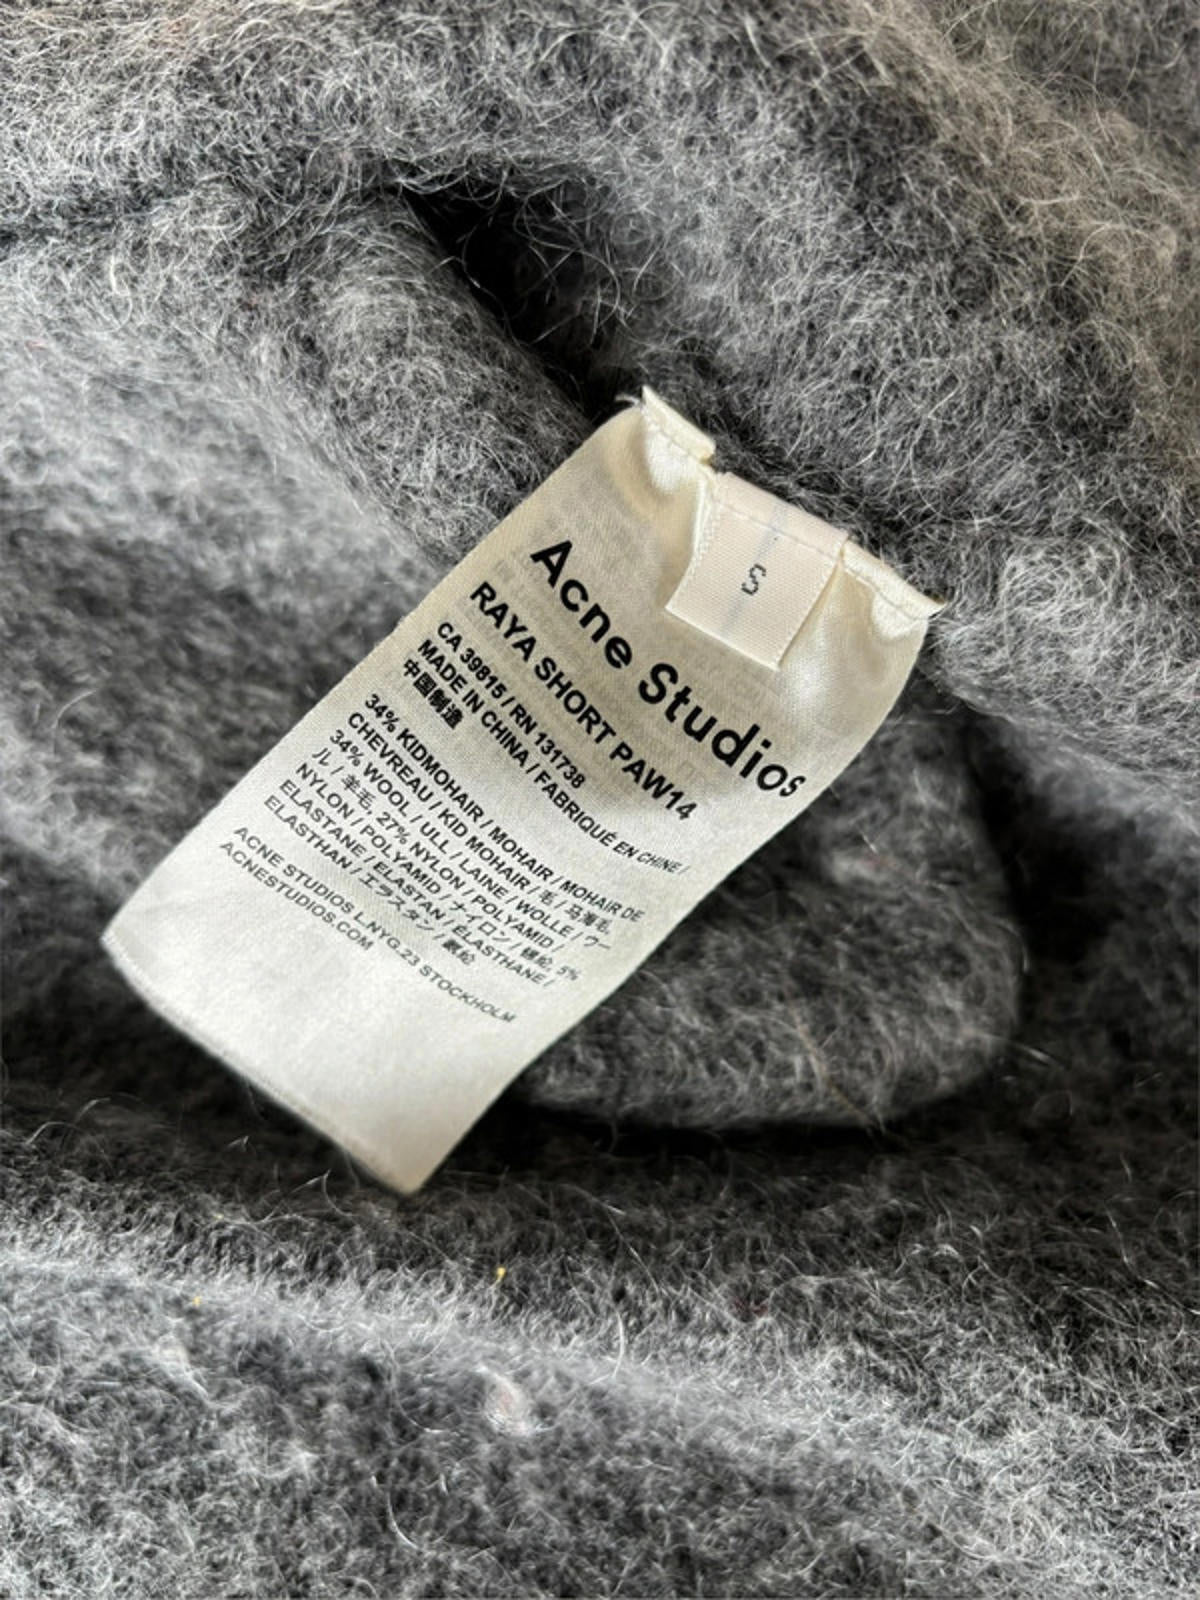 S
Acne Studios
RAYA SHORT PAW14
CA 39815 / RN 131738
MADE IN CHINA / FABRIQUÉ EN CHINE /
中国制造
34% KIDMOHAIR / MOHAIR / MOHAIR DE
CHEVREAU / KID MOHAIR / 毛 / 马海毛,
34% WOOL / ULL / LAINE / WOLLE / ウー
ル / 羊毛, 27% NYLON / POLYAMID /
NYLON / POLYAMID / ナイロン / 锦纶, 5%
ELASTANE / ELASTAN / ÉLASTHANE /
ELASTHAN / エラスタン / 氨纶
ACNE STUDIOS L.NYG.23 STOCKHOLM
ACNESTUDIOS.COM